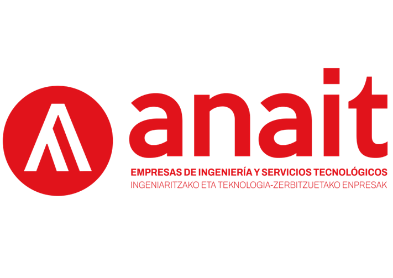 anait
EMPRESAS DE INGENIERÍA Y SERVICIOS TECNOLÓGICOS
INGENIARITZAKO ETA TEKNOLOGIA-ZERBITZUETAKO ENPRESAK